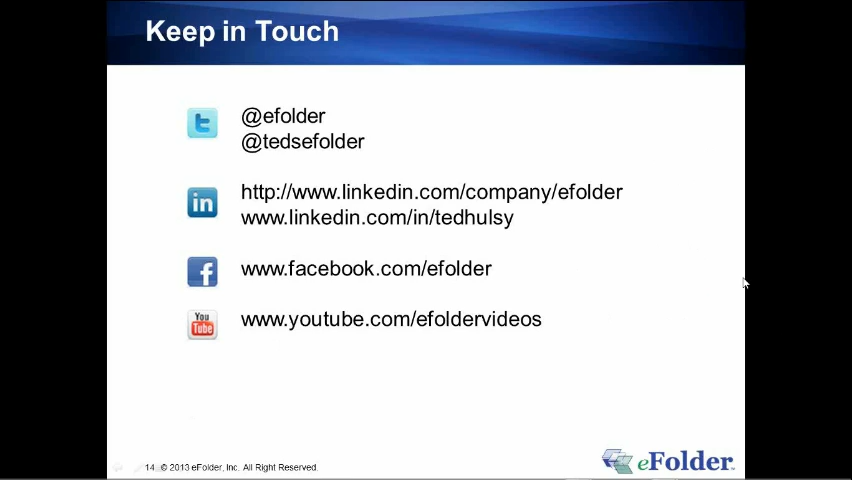 Keep in Touch
@efolder
@tedsefolder
http://www.linkedin.com/company/efolder
www.linkedin.com/in/tedhulsy
www.facebook.com/efolder
You
Tube
www.youtube.com/efoldervideos
14 © 2013 eFolder, Inc. All Right Reserved.
eFolder™